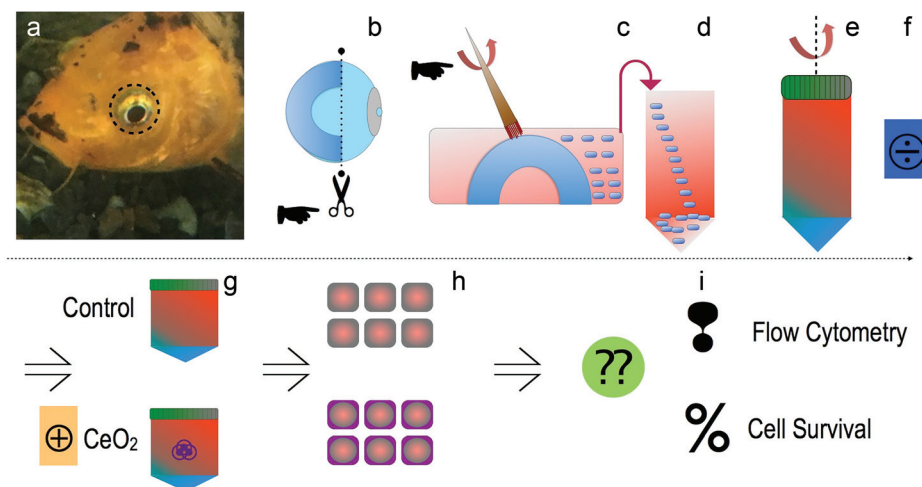 a
b
c
d
e
f
g
Control
CeO₂
h
??
i
Flow Cytometry
% Cell Survival